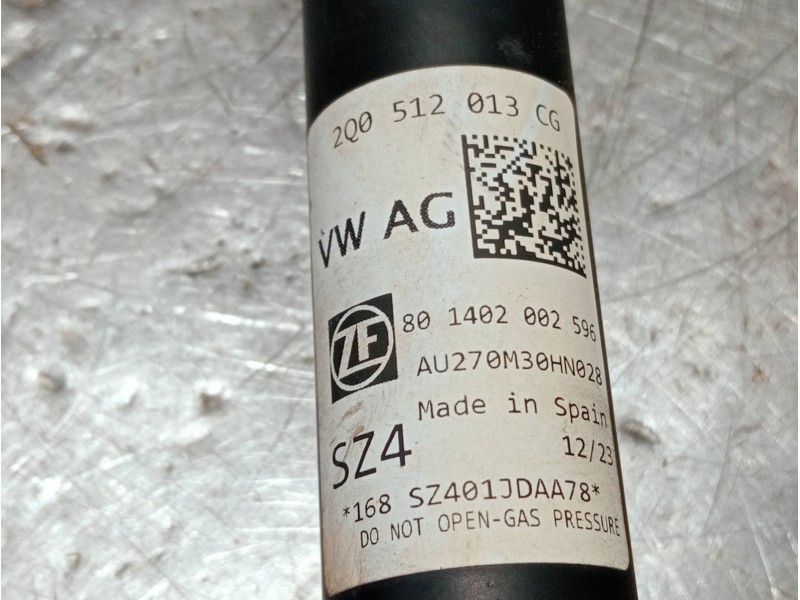 2Q0 512 013 CG
VW AG
ZF
80 1402 002 596
AU270M30HN028
Made in Spain
SZ4
12/23
*168 SZ401JDAA78*
DO NOT OPEN-GAS PRESSURE